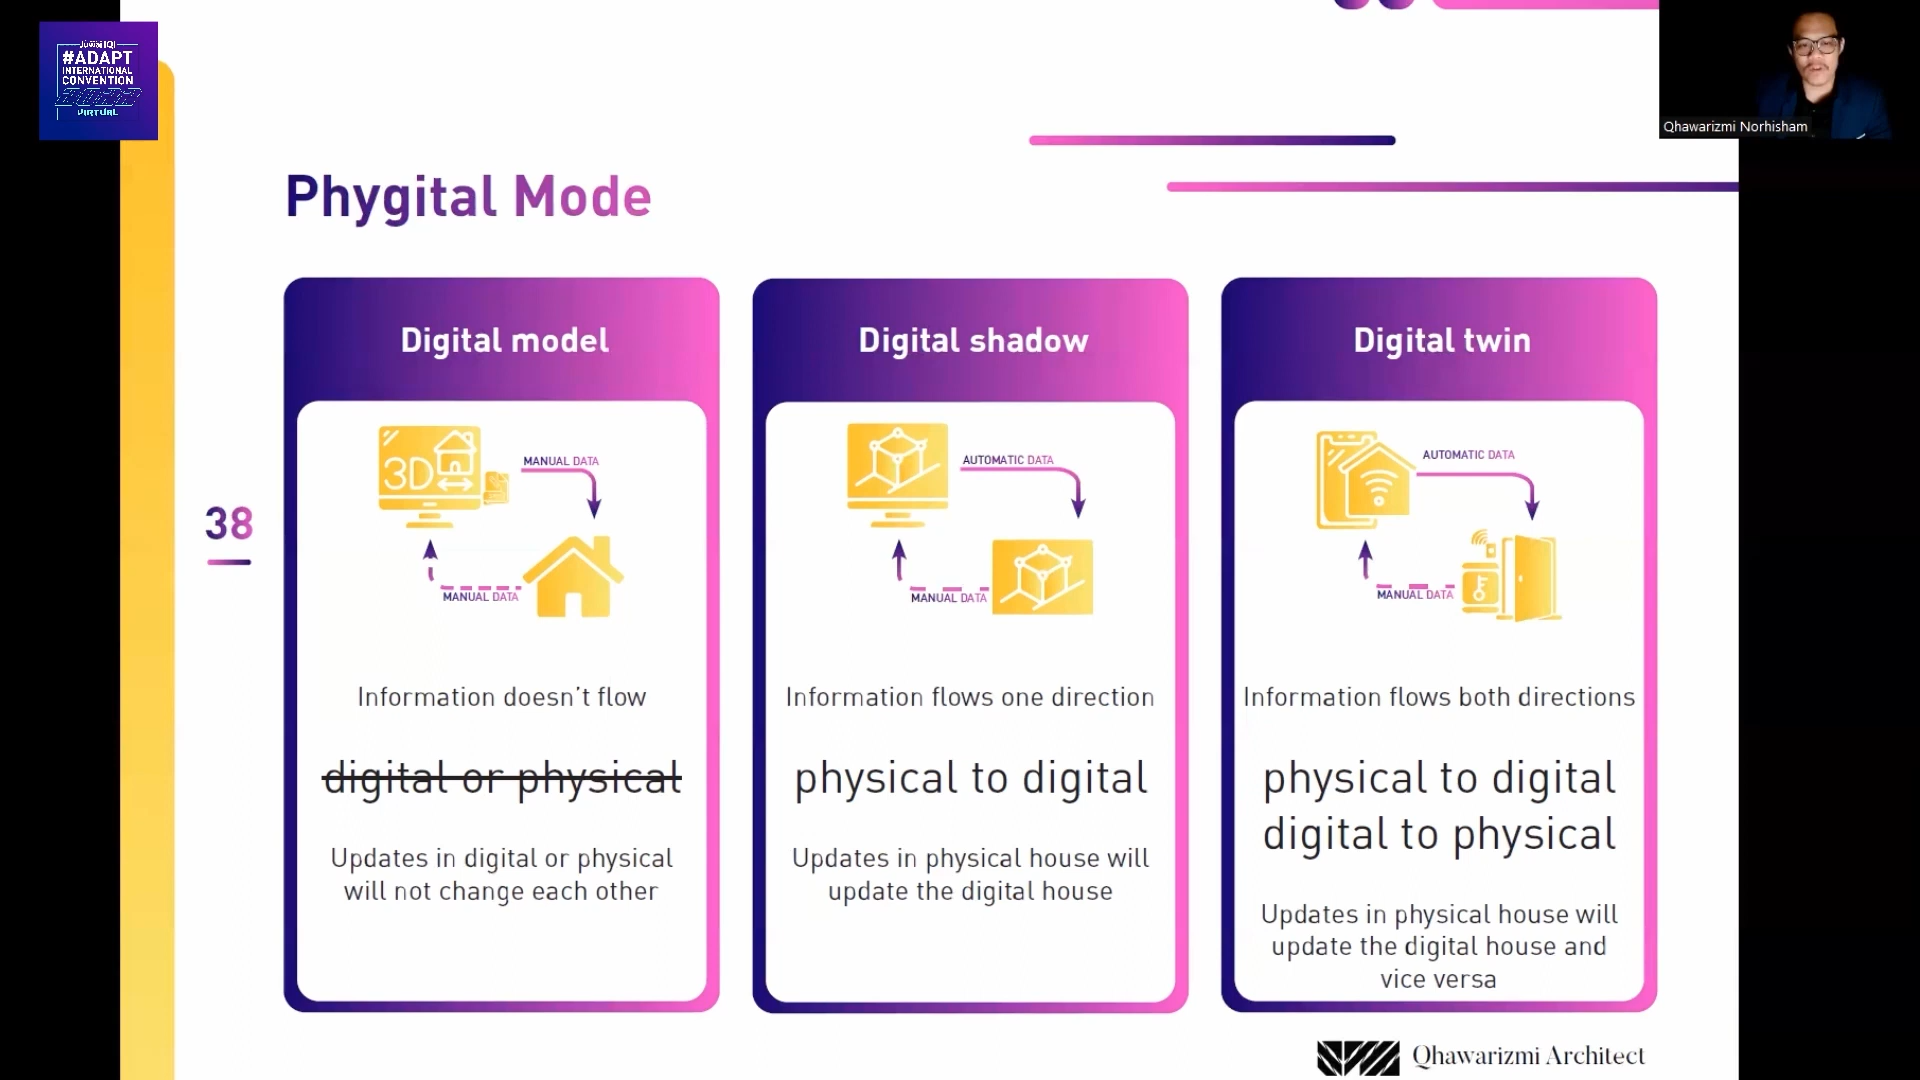 Juwai IQI
#ADAPT
INTERNATIONAL
CONVENTION
VIRTUAL
Qhawarizmi Norhisham
Phygital Mode
38
Digital model
MANUAL DATA
3D
MANUAL DATA
Information doesn't flow
digital or physical
Updates in digital or physical
will not change each other
Digital shadow
AUTOMATIC DATA
MANUAL DATA
Information flows one direction
physical to digital
Updates in physical house will
update the digital house
Digital twin
AUTOMATIC DATA
MANUAL DATA
Information flows both directions
physical to digital
digital to physical
Updates in physical house will
update the digital house and
vice versa
Qhawarizmi Architect